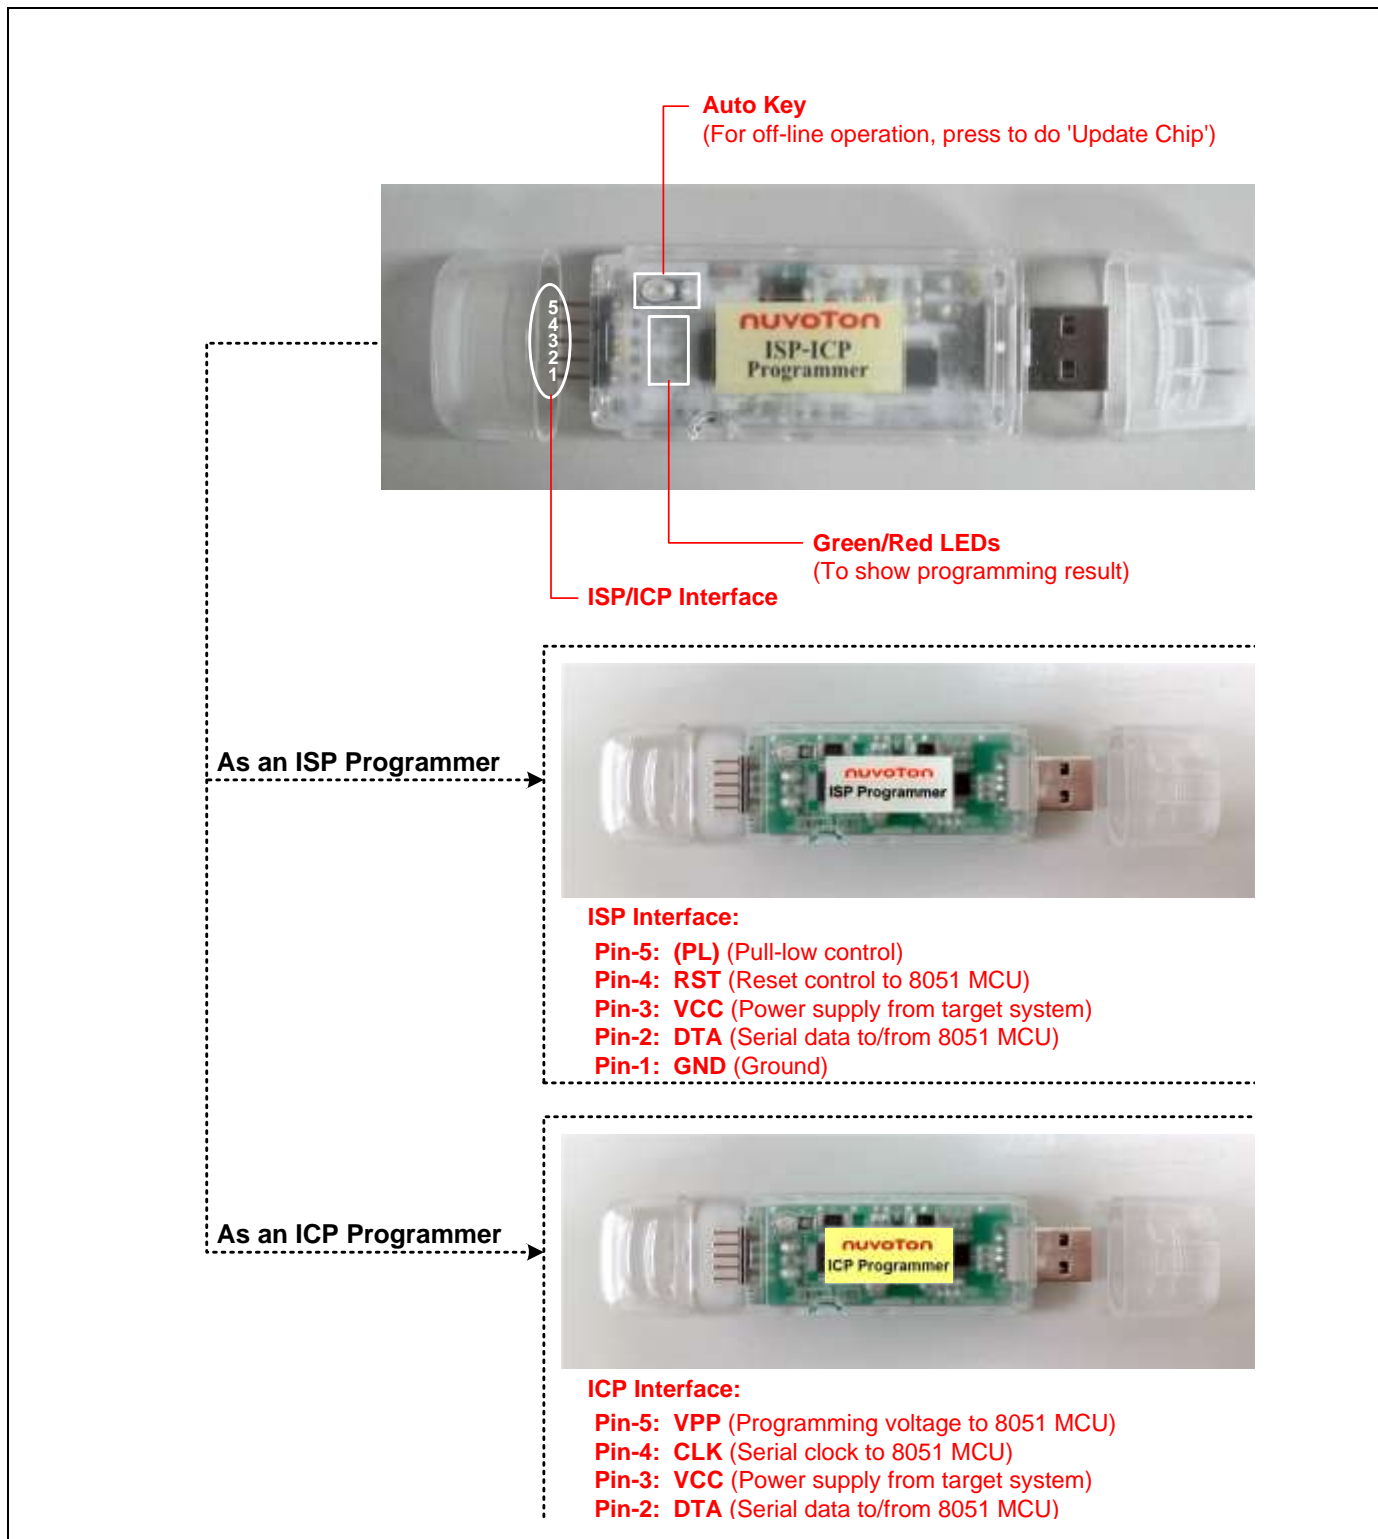 Auto Key
(For off-line operation, press to do 'Update Chip')
5
4
3
2
1
nuvoTon
ISP-ICP
Programmer
Green/Red LEDs
(To show programming result)
ISP/ICP Interface
As an ISP Programmer
nuvoTon
ISP Programmer
ISP Interface:
Pin-5: (PL) (Pull-low control)
Pin-4: RST (Reset control to 8051 MCU)
Pin-3: VCC (Power supply from target system)
Pin-2: DTA (Serial data to/from 8051 MCU)
Pin-1: GND (Ground)
As an ICP Programmer
nuvoTon
ICP Programmer
ICP Interface:
Pin-5: VPP (Programming voltage to 8051 MCU)
Pin-4: CLK (Serial clock to 8051 MCU)
Pin-3: VCC (Power supply from target system)
Pin-2: DTA (Serial data to/from 8051 MCU)